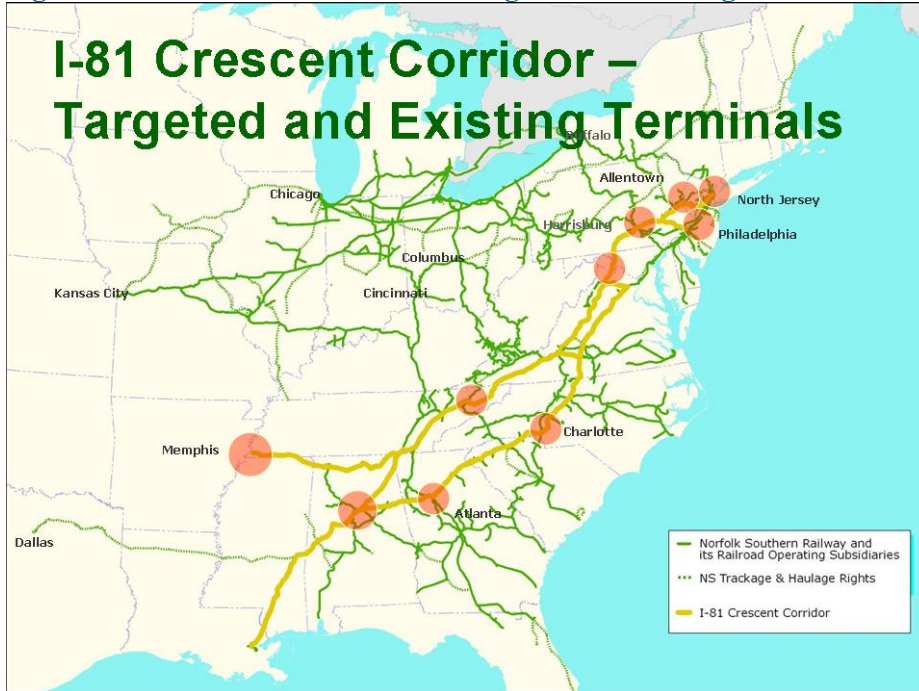 I-81 Crescent Corridor –
Targeted and Existing Terminals
Buffalo
Allentown
Chicago
North Jersey
Harrisburg
Philadelphia
Columbus
Kansas City
Cincinnati
Charlotte
Memphis
Atlanta
Dallas
Norfolk Southern Railway and
its Railroad Operating Subsidiaries
NS Trackage & Haulage Rights
I-81 Crescent Corridor